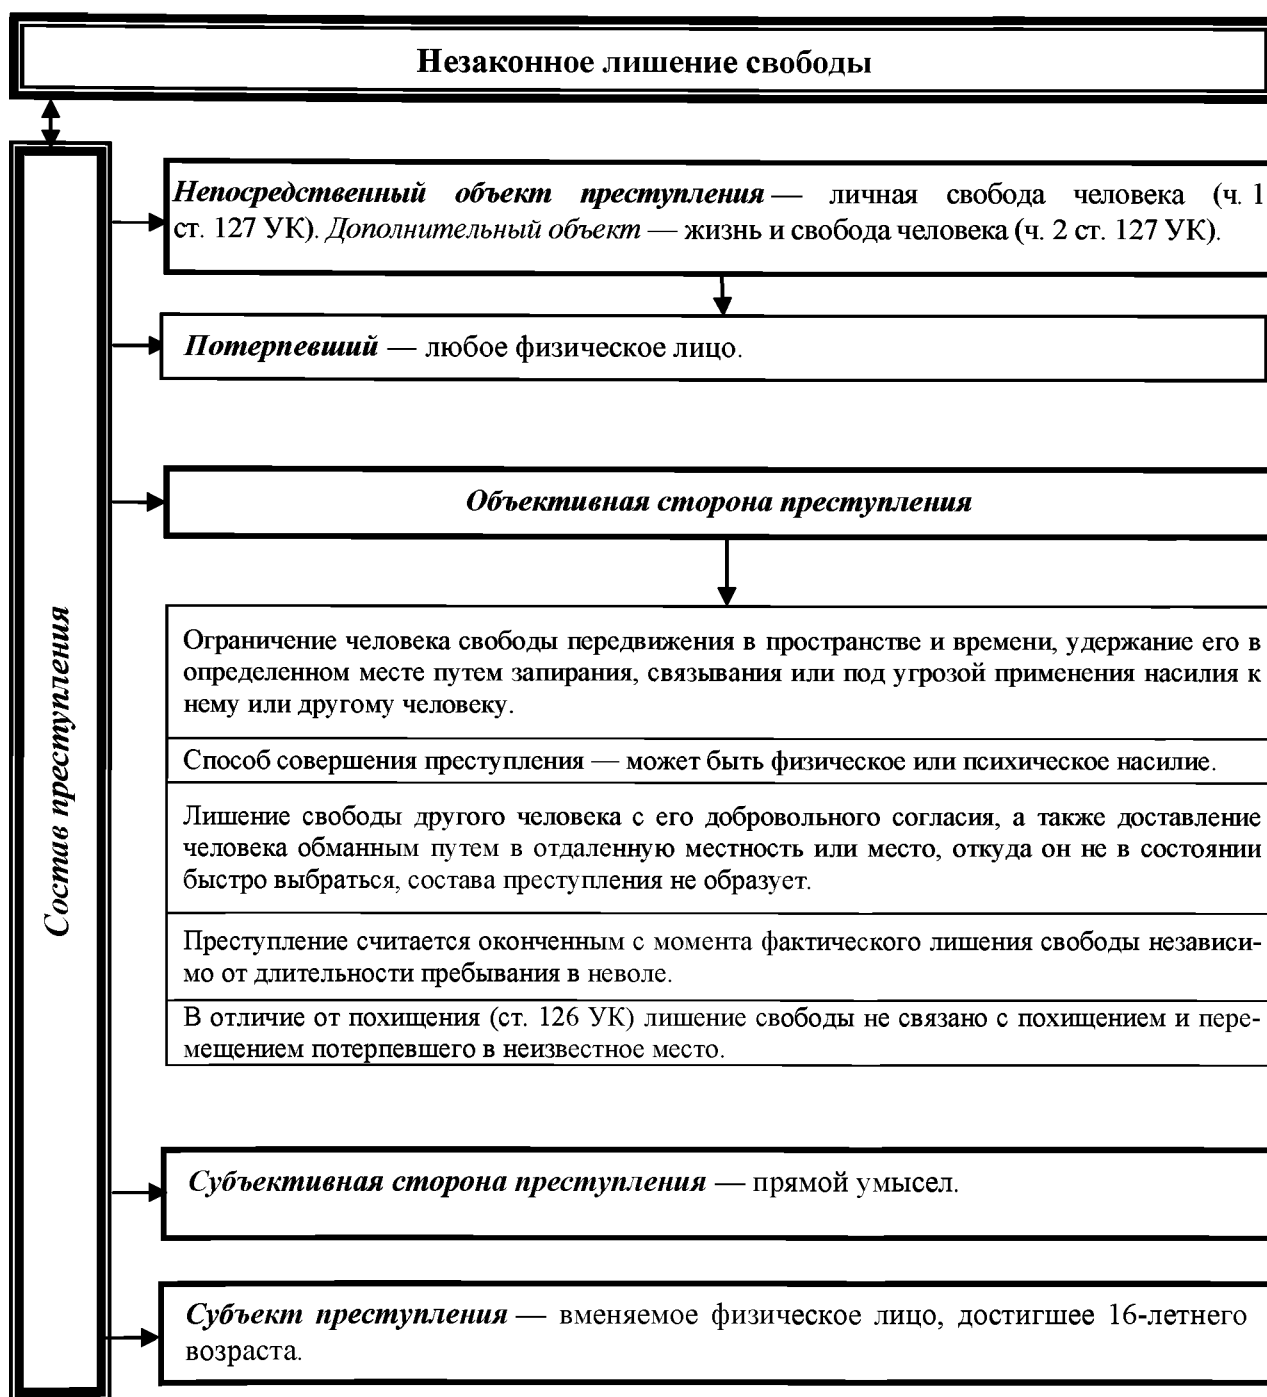 Незаконное лишение свободы
Состав преступления
Непосредственный объект преступления — личная свобода человека (ч. 1
ст. 127 УК). Дополнительный объект — жизнь и свобода человека (ч. 2 ст. 127 УК).
Потерпевший — любое физическое лицо.
Объективная сторона преступления
Ограничение человека свободы передвижения в пространстве и времени, удержание его в
определенном месте путем запирания, связывания или под угрозой применения насилия к
нему или другому человеку.
Способ совершения преступления — может быть физическое или психическое насилие.
Лишение свободы другого человека с его добровольного согласия, а также доставление
человека обманным путем в отдаленную местность или место, откуда он не в состоянии
быстро выбраться, состава преступления не образует.
Преступление считается оконченным с момента фактического лишения свободы независи-
мо от длительности пребывания в неволе.
В отличие от похищения (ст. 126 УК) лишение свободы не связано с похищением и пере-
мещением потерпевшего в неизвестное место.
Субъективная сторона преступления — прямой умысел.
Субъект преступления — вменяемое физическое лицо, достигшее 16-летнего
возраста.